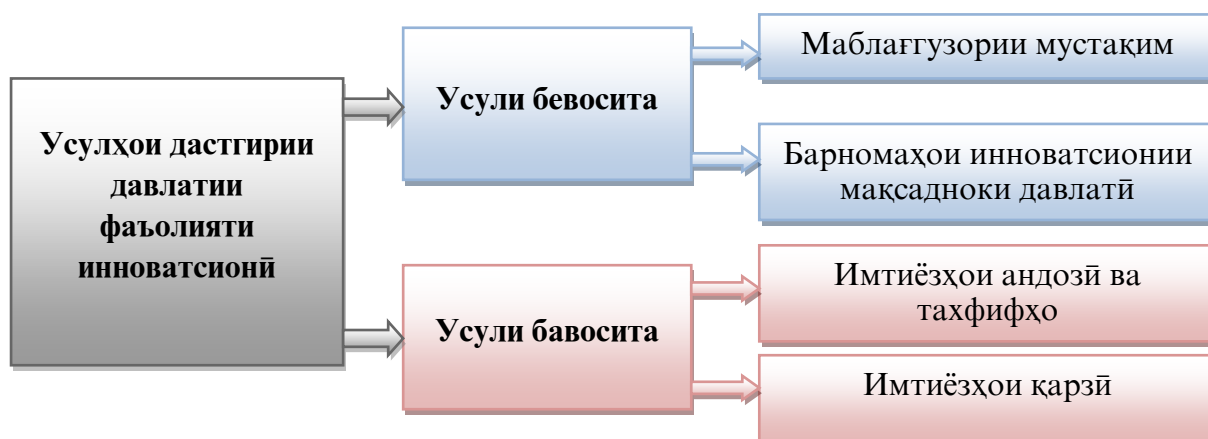 Усулҳои дастгирии
давлатии
фаъолияти
инноватсионӣ
Усули бевосита
Маблағгузории мустақим
Барномаҳои инноватсионии
мақсадноки давлатӣ
Усули бавосита
Имтиёзҳои андозӣ ва
тахфифҳо
Имтиёзҳои қарзӣ